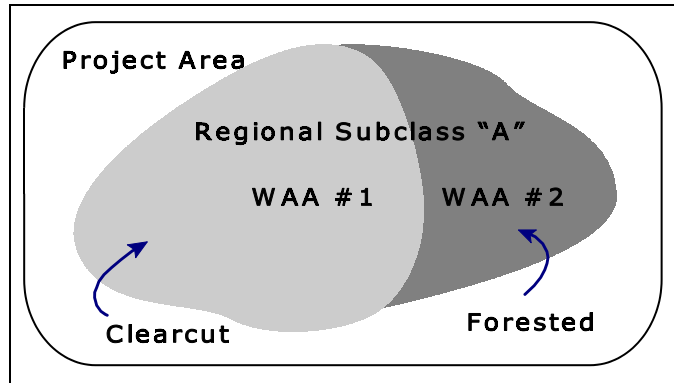 Project Area
Regional Subclass “A”
WAA #1
WAA #2
Clearcut
Forested